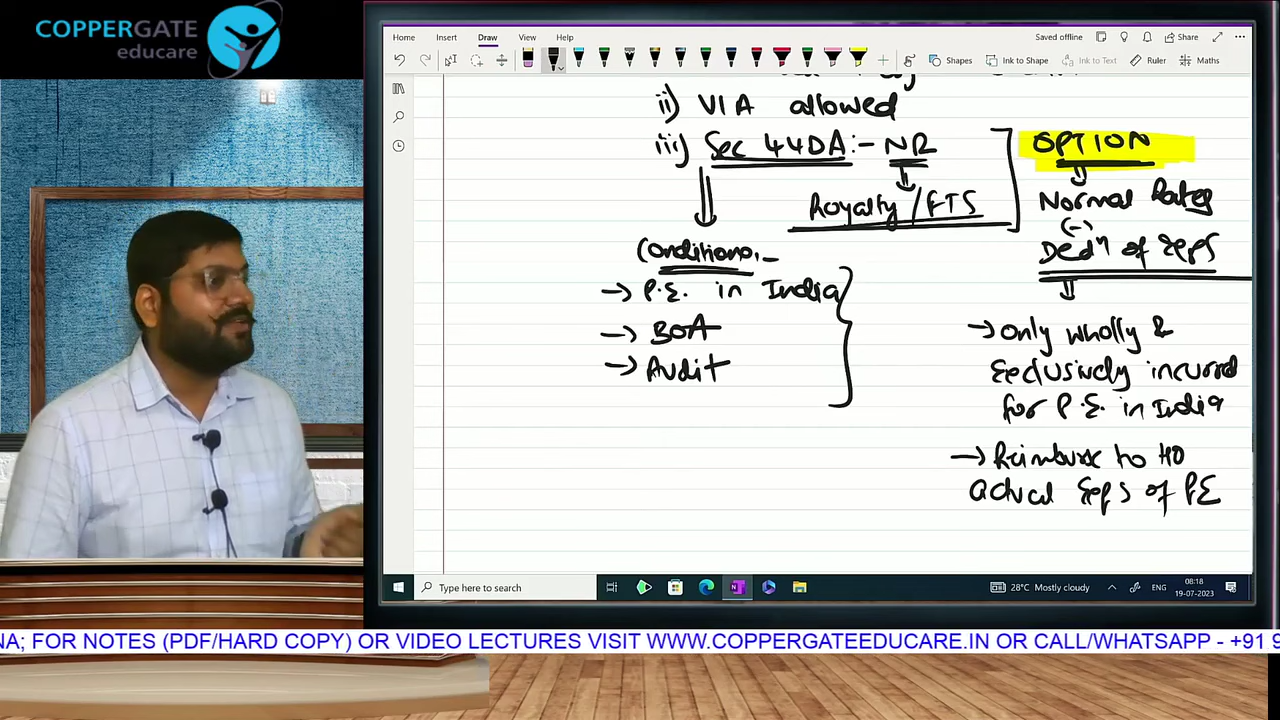 COPPERGATE
educare
Home Insert Draw View Help
Saved offline
Share
Shapes
Ink to Shape
Ink to Text
Ruler
Maths
ii) VIA allowed
iii) Sec 44DA:- NR
Royalty/FTS
OPTION
Normal Rates
(-)
Dedⁿ of Exps
Conditions:-
→ P.E. in India
→ BOA
→ Audit
→ Only wholly &
Exclusively incurred
for P.E. in India
→ Reimburse to HO
actual Exps of PE
Type here to search
28°C Mostly cloudy
ENG
08:18
19-07-2023
NA; FOR NOTES (PDF/HARD COPY) OR VIDEO LECTURES VISIT WWW.COPPERGATEEDUCARE.IN OR CALL/WHATSAPP - +91 9